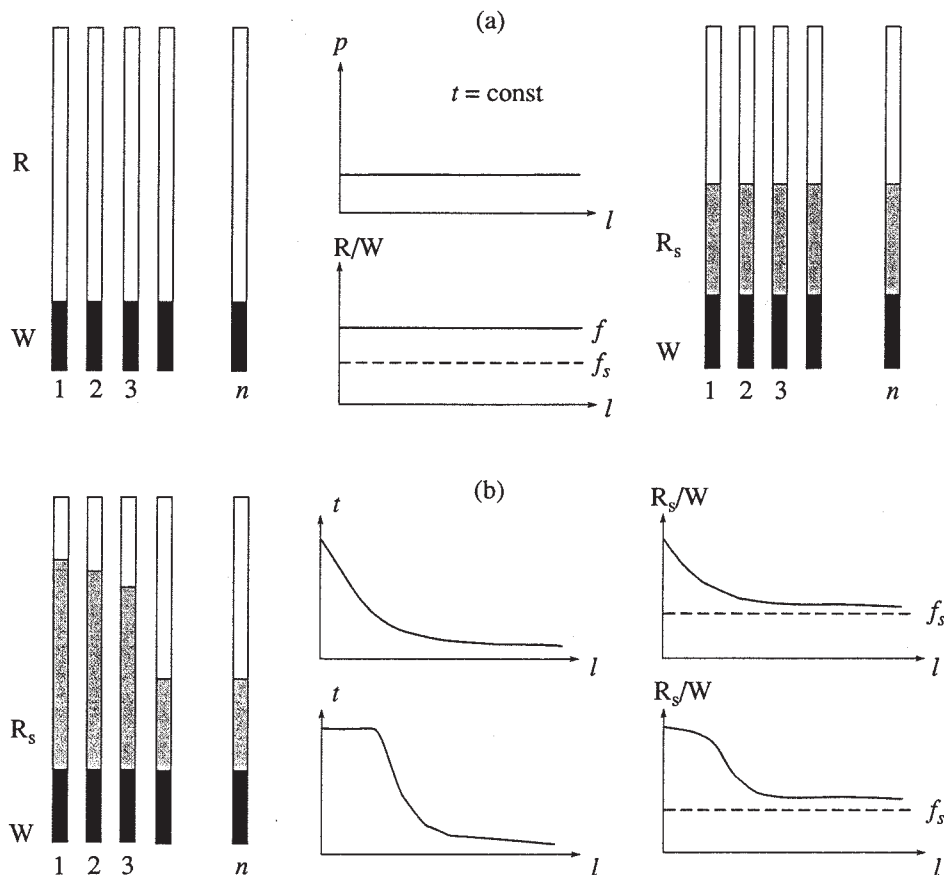 (a)
R
W
1 2 3 n
p
t = const
l
R/W
f
f_s
l
R_s
W
1 2 3 n
(b)
R_s
W
1 2 3 n
t
l
R_s/W
f_s
l
t
l
R_s/W
f_s
l